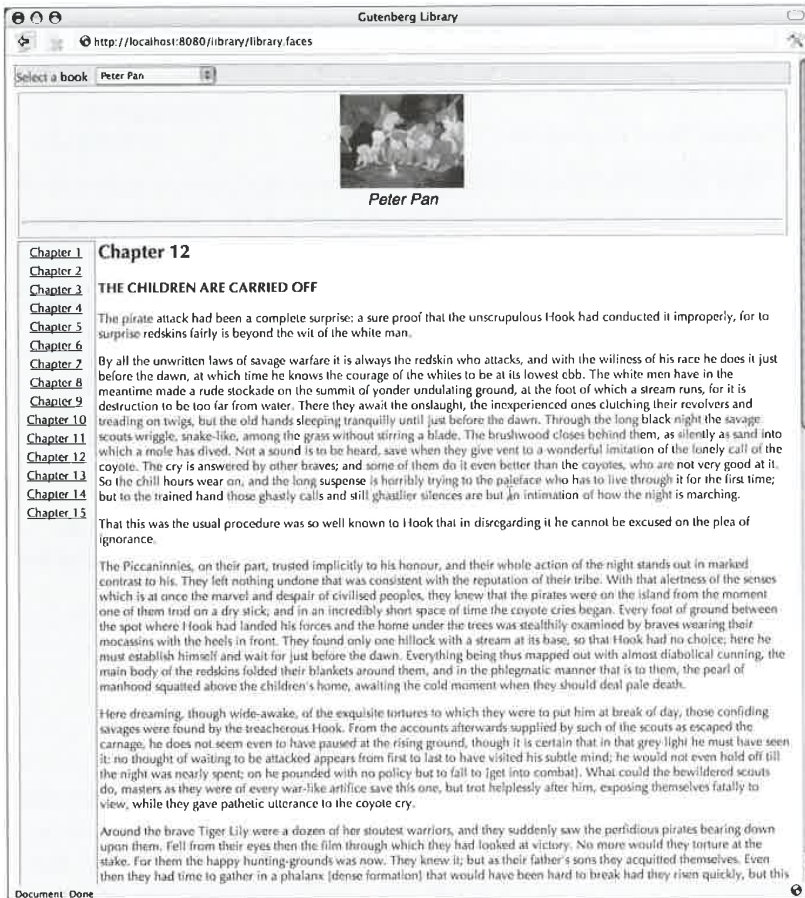 Gutenberg Library
http://localhost:8080/library/library.faces
Select a book Peter Pan
Peter Pan
Chapter 1
Chapter 2
Chapter 3
Chapter 4
Chapter 5
Chapter 6
Chapter 7
Chapter 8
Chapter 9
Chapter 10
Chapter 11
Chapter 12
Chapter 13
Chapter 14
Chapter 15
Chapter 12
THE CHILDREN ARE CARRIED OFF
The pirate attack had been a complete surprise: a sure proof that the unscrupulous Hook had conducted it improperly, for to
surprise redskins fairly is beyond the wit of the white man.
By all the unwritten laws of savage warfare it is always the redskin who attacks, and with the wiliness of his race he does it just
before the dawn, at which time he knows the courage of the whites to be at its lowest ebb. The white men have in the
meantime made a rude stockade on the summit of yonder undulating ground, at the foot of which a stream runs, for it is
destruction to be too far from water. There they await the onslaught, the inexperienced ones clutching their revolvers and
treading on twigs, but the old hands sleeping tranquilly until just before the dawn. Through the long black night the savage
scouts wriggle, snake-like, among the grass without stirring a blade. The brushwood closes behind them, as silently as sand into
which a mole has dived. Not a sound is to be heard, save when they give vent to a wonderful imitation of the lonely call of the
coyote. The cry is answered by other braves; and some of them do it even better than the coyotes, who are not very good at it.
So the chill hours wear on, and the long suspense is horribly trying to the paleface who has to live through it for the first time;
but to the trained hand those ghastly calls and still ghastlier silences are but an intimation of how the night is marching.
That this was the usual procedure was so well known to Hook that in disregarding it he cannot be excused on the plea of
ignorance.
The Piccaninnies, on their part, trusted implicitly to his honour, and their whole action of the night stands out in marked
contrast to his. They left nothing undone that was consistent with the reputation of their tribe. With that alertness of the senses
which is at once the marvel and despair of civilised peoples, they knew that the pirates were on the island from the moment
one of them trod on a dry stick; and in an incredibly short space of time the coyote cries began. Every foot of ground between
the spot where Hook had landed his forces and the home under the trees was stealthily examined by braves wearing their
mocassins with the heels in front. They found only one hillock with a stream at its base, so that Hook had no choice; here he
must establish himself and wait for just before the dawn. Everything being thus mapped out with almost diabolical cunning, the
main body of the redskins folded their blankets around them, and in the phlegmatic manner that is to them, the pearl of
manhood squatted above the children's home, awaiting the cold moment when they should deal pale death.
Here dreaming, though wide-awake, of the exquisite tortures to which they were to put him at break of day, those confiding
savages were found by the treacherous Hook. From the accounts afterwards supplied by such of the scouts as escaped the
carnage, he does not seem even to have paused at the rising ground, though it is certain that in that grey light he must have seen
it: no thought of waiting to be attacked appears from first to last to have visited his subtle mind; he would not even hold off till
the night was nearly spent; on he pounded with no policy but to fall to [get into combat]. What could the bewildered scouts
do, masters as they were of every war-like artifice save this one, but trot helplessly after him, exposing themselves fatally to
view, while they gave pathetic utterance to the coyote cry.
Around the brave Tiger Lily were a dozen of her stoutest warriors, and they suddenly saw the perfidious pirates bearing down
upon them. Fell from their eyes then the film through which they had looked at victory. No more would they torture at the
stake. For them the happy hunting-grounds was now. They knew it; but as their father's sons they acquitted themselves. Even
then they had time to gather in a phalanx [dense formation] that would have been hard to break had they risen quickly, but this
Document: Done